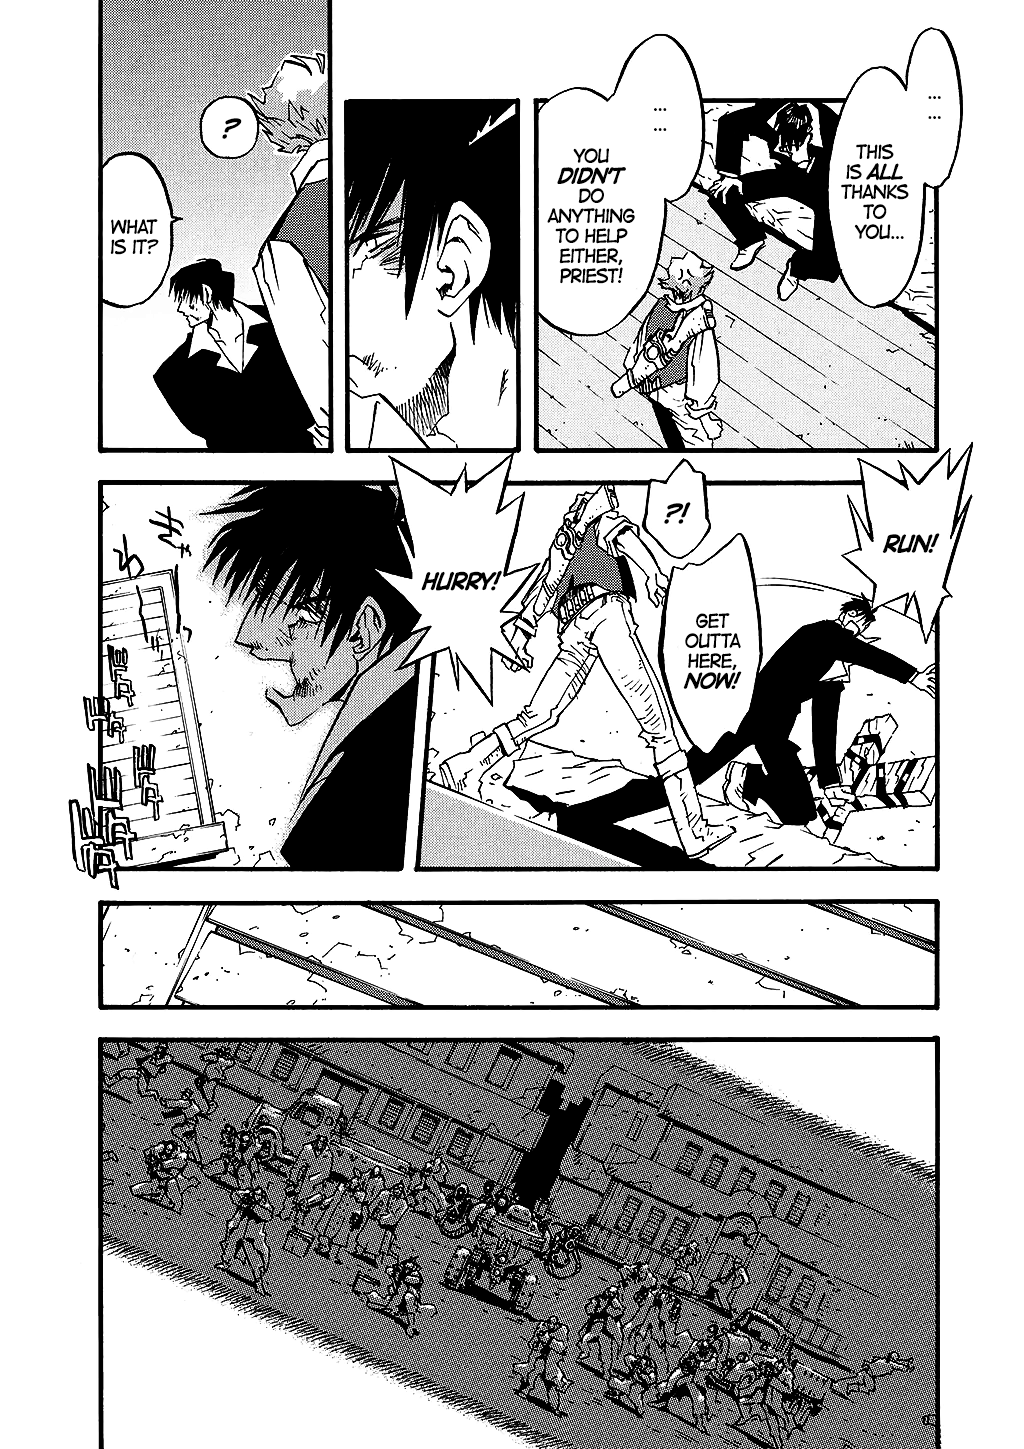 ... ...
THIS
IS ALL
THANKS
TO
YOU...
... ...
YOU
DIDN'T
DO
ANYTHING
TO HELP
EITHER,
PRIEST!
?
WHAT
IS IT?
RUN!
?!
GET
OUTTA
HERE,
NOW!
HURRY!